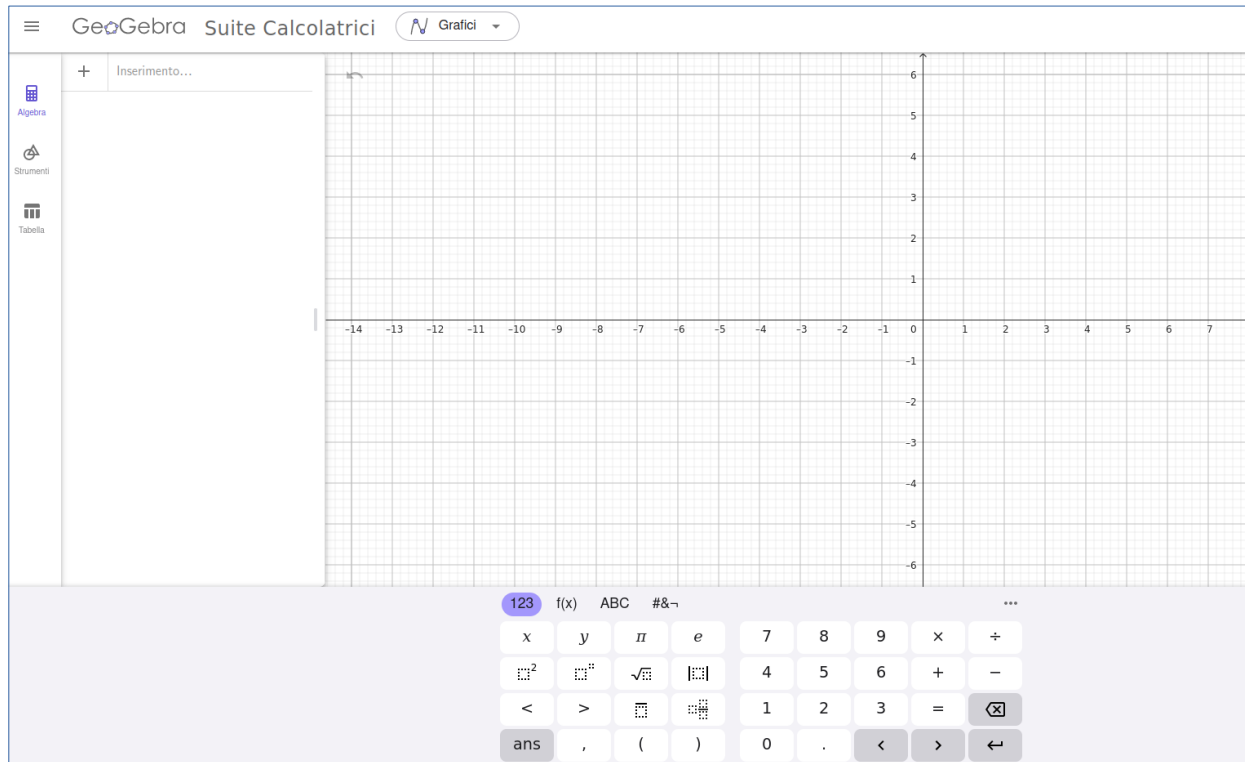 GeoGebra Suite Calcolatrici Grafici
Algebra
Strumenti
Tabella
+ Inserimento...
6
5
4
3
2
1
-14 -13 -12 -11 -10 -9 -8 -7 -6 -5 -4 -3 -2 -1 0 1 2 3 4 5 6 7
-1
-2
-3
-4
-5
-6
123 f(x) ABC #&¬ •••
x y π e 7 8 9 × ÷
² √ | | 4 5 6 + −
< > 1 2 3 =
ans , ( ) 0 . < >